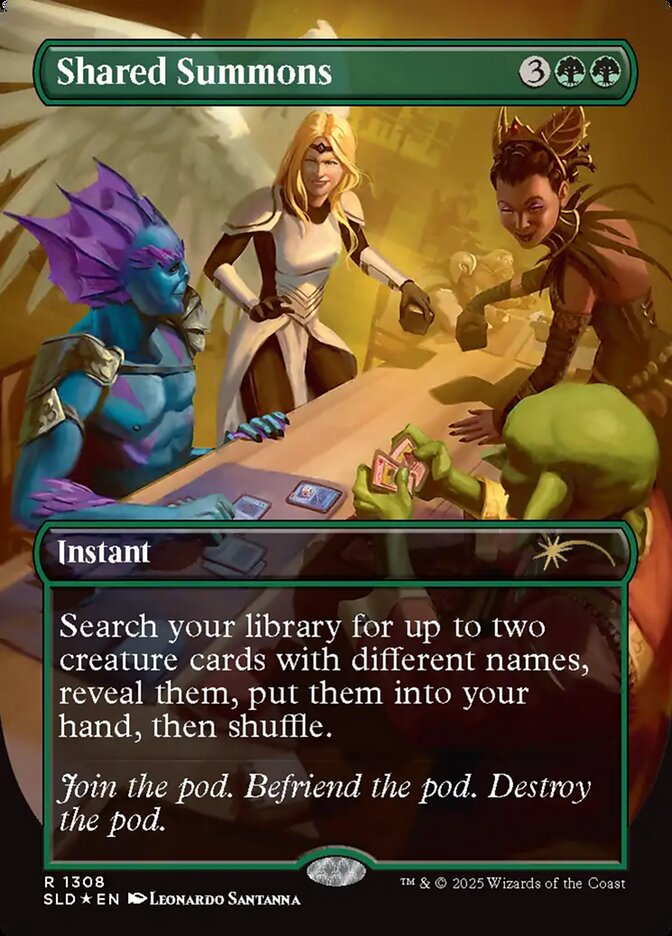 Shared Summons 3
Instant
Search your library for up to two
creature cards with different names,
reveal them, put them into your
hand, then shuffle.
Join the pod. Befriend the pod. Destroy
the pod.
R 1308
SLD ★ EN Leonardo Santanna
™ & © 2025 Wizards of the Coast